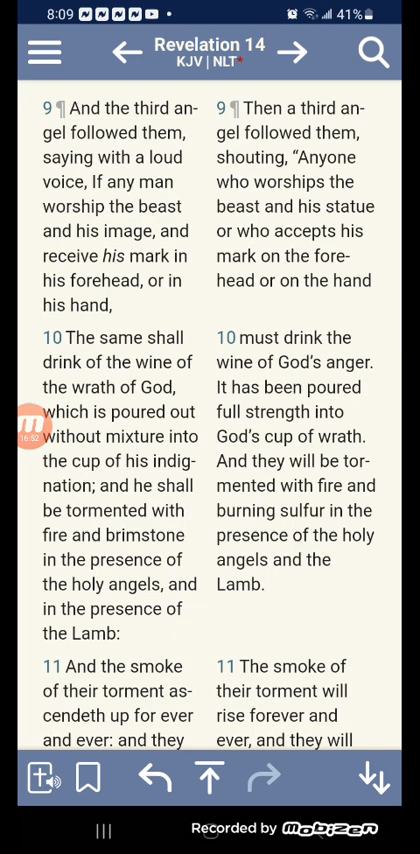 8:09 41%
Revelation 14
KJV | NLT*
9 ¶ And the third an-
gel followed them,
saying with a loud
voice, If any man
worship the beast
and his image, and
receive his mark in
his forehead, or in
his hand,
10 The same shall
drink of the wine of
the wrath of God,
which is poured out
without mixture into
the cup of his indig-
nation; and he shall
be tormented with
fire and brimstone
in the presence of
the holy angels, and
in the presence of
the Lamb:
11 And the smoke
of their torment as-
cendeth up for ever
and ever: and they
9 ¶ Then a third an-
gel followed them,
shouting, “Anyone
who worships the
beast and his statue
or who accepts his
mark on the fore-
head or on the hand
10 must drink the
wine of God’s anger.
It has been poured
full strength into
God’s cup of wrath.
And they will be tor-
mented with fire and
burning sulfur in the
presence of the holy
angels and the
Lamb.
11 The smoke of
their torment will
rise forever and
ever, and they will
m
16:52
Recorded by Mobizen